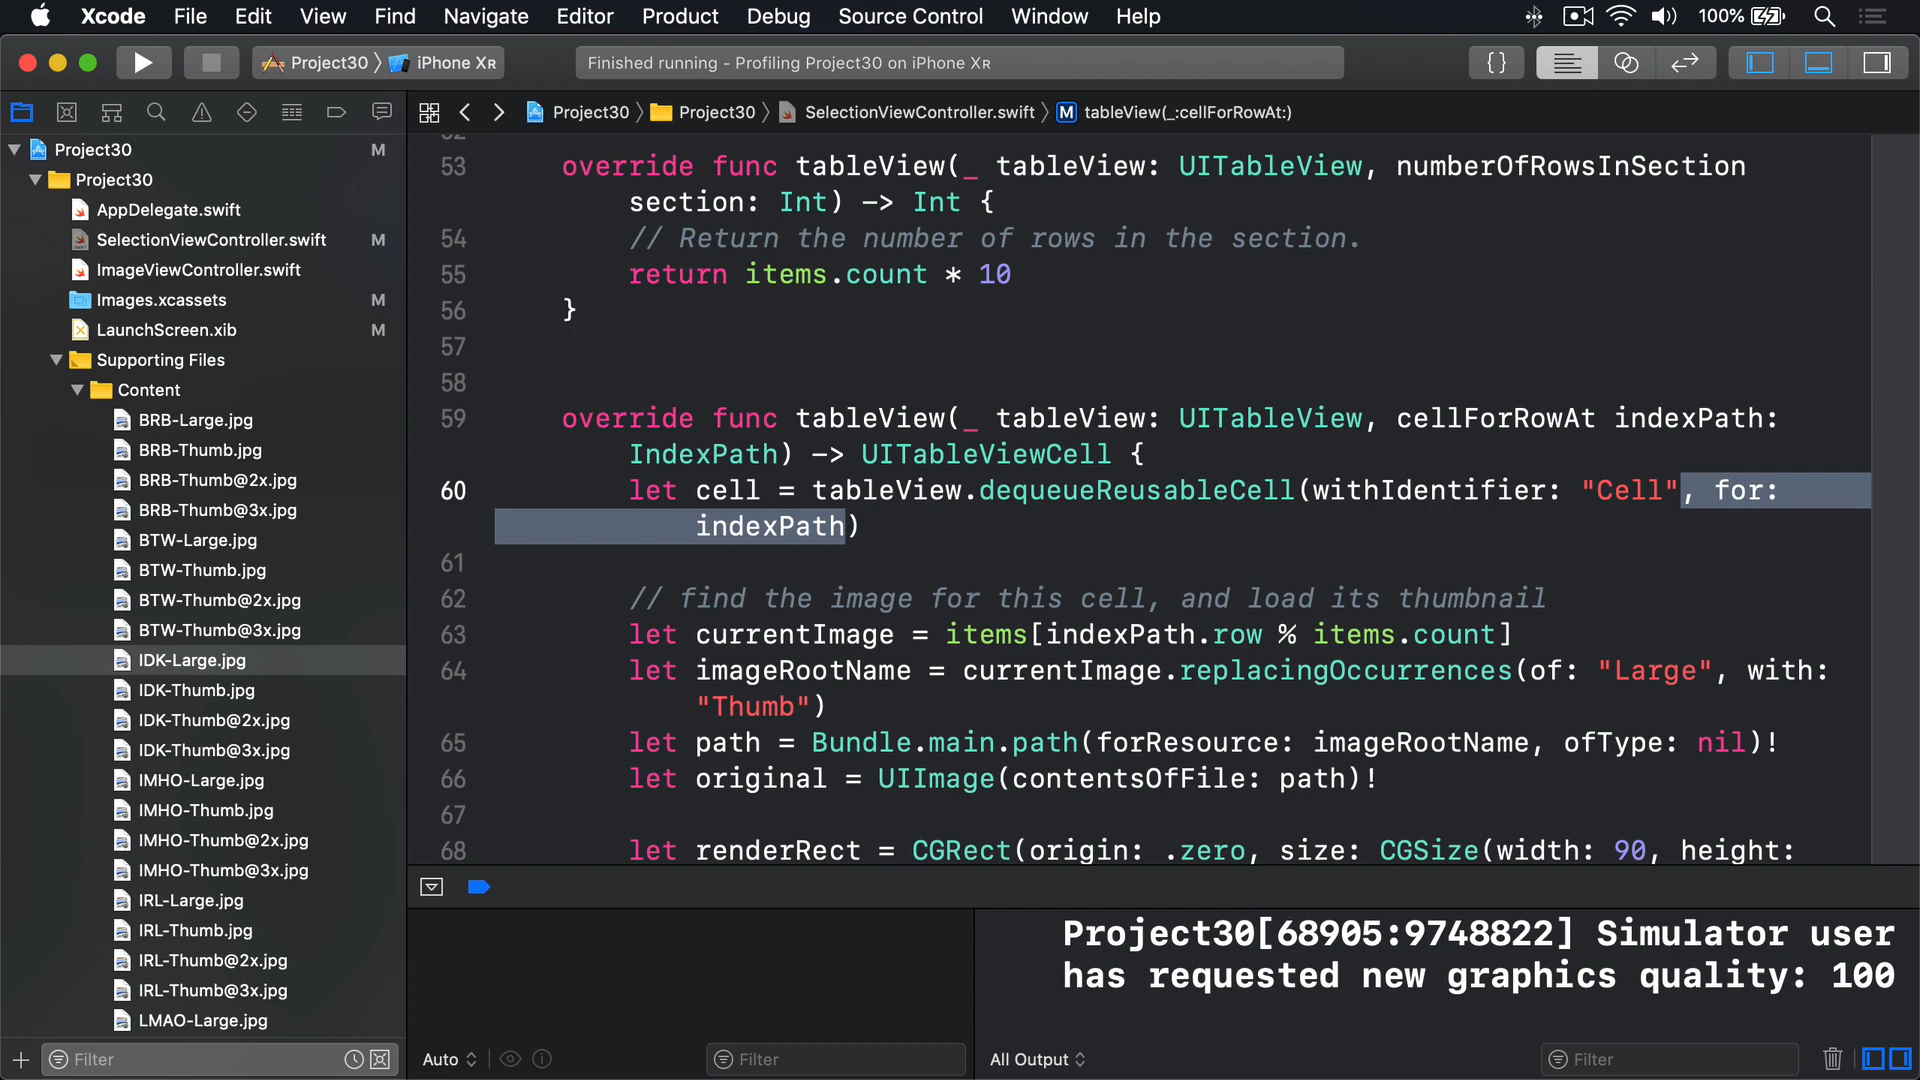 Xcode File Edit View Find Navigate Editor Product Debug Source Control Window Help 100%
Project30 iPhone XR Finished running - Profiling Project30 on iPhone XR {}
Project30 Project30 SelectionViewController.swift M tableView(_:cellForRowAt:)
Project30 M
Project30
AppDelegate.swift
SelectionViewController.swift M
ImageViewController.swift
Images.xcassets M
LaunchScreen.xib M
Supporting Files
Content
BRB-Large.jpg
BRB-Thumb.jpg
BRB-Thumb@2x.jpg
BRB-Thumb@3x.jpg
BTW-Large.jpg
BTW-Thumb.jpg
BTW-Thumb@2x.jpg
BTW-Thumb@3x.jpg
IDK-Large.jpg
IDK-Thumb.jpg
IDK-Thumb@2x.jpg
IDK-Thumb@3x.jpg
IMHO-Large.jpg
IMHO-Thumb.jpg
IMHO-Thumb@2x.jpg
IMHO-Thumb@3x.jpg
IRL-Large.jpg
IRL-Thumb.jpg
IRL-Thumb@2x.jpg
IRL-Thumb@3x.jpg
LMAO-Large.jpg
Filter
53 override func tableView(_ tableView: UITableView, numberOfRowsInSection
section: Int) -> Int {
54 // Return the number of rows in the section.
55 return items.count * 10
56 }
57
58
59 override func tableView(_ tableView: UITableView, cellForRowAt indexPath:
IndexPath) -> UITableViewCell {
60 let cell = tableView.dequeueReusableCell(withIdentifier: "Cell", for:
indexPath)
61
62 // find the image for this cell, and load its thumbnail
63 let currentImage = items[indexPath.row % items.count]
64 let imageRootName = currentImage.replacingOccurrences(of: "Large", with:
"Thumb")
65 let path = Bundle.main.path(forResource: imageRootName, ofType: nil)!
66 let original = UIImage(contentsOfFile: path)!
67
68 let renderRect = CGRect(origin: .zero, size: CGSize(width: 90, height:
Project30[68905:9748822] Simulator user
has requested new graphics quality: 100
Auto Filter All Output Filter